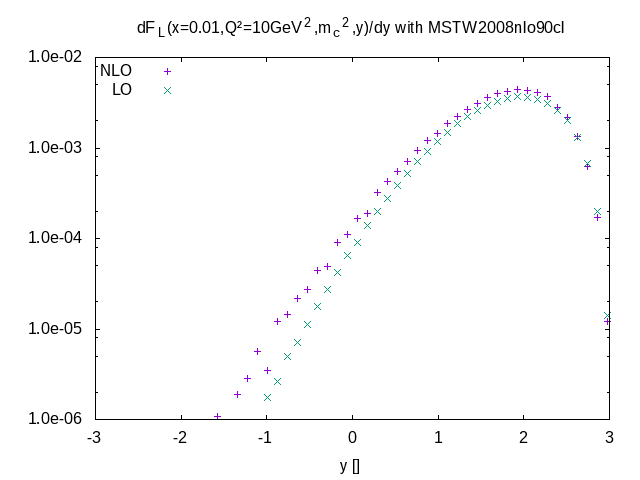 dF_L(x=0.01,Q²=10GeV²,m_c²,y)/dy with MSTW2008nlo90cl
1.0e-02
NLO
LO
1.0e-03
1.0e-04
1.0e-05
1.0e-06
-3 -2 -1 0 1 2 3
y []